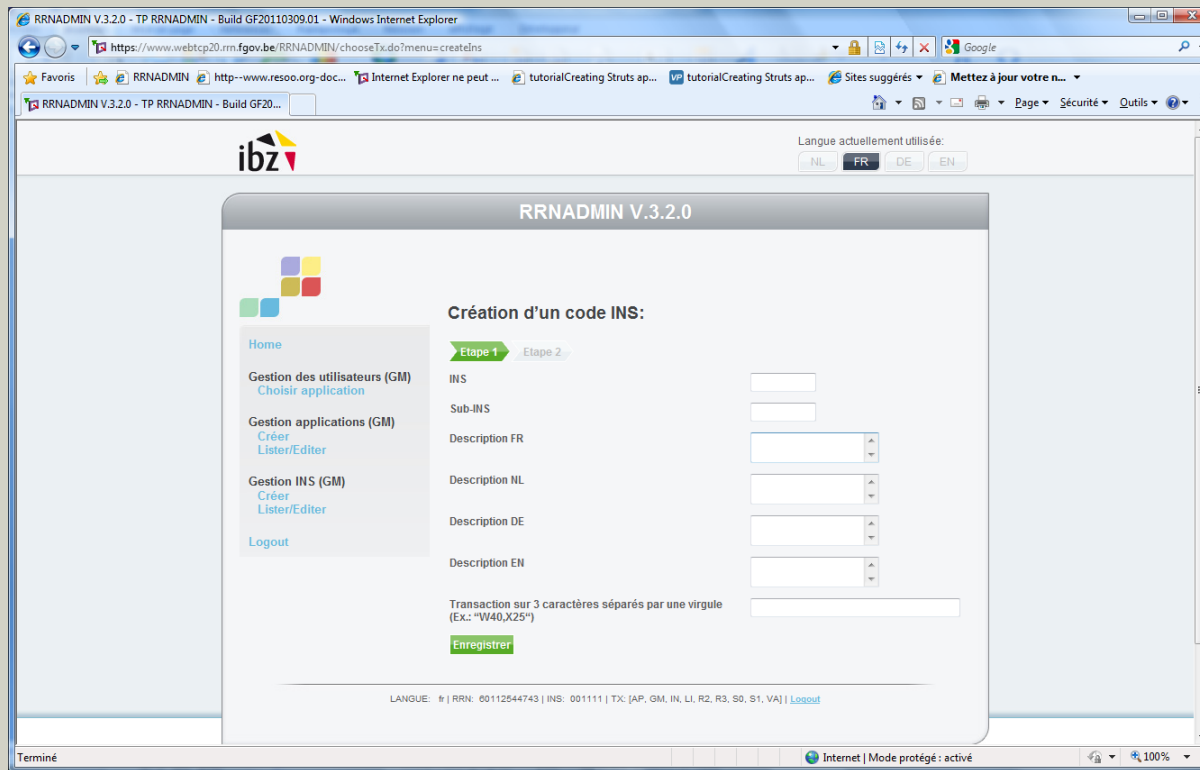 RRNADMIN V.3.2.0 - TP RRNADMIN - Build GF20110309.01 - Windows Internet Explorer
https://www.webtcp20.rrn.fgov.be/RRNADMIN/chooseTx.do?menu=createIns
Google
Favoris RRNADMIN http--www.resoo.org-doc... Internet Explorer ne peut ... tutorialCreating Struts ap... VP tutorialCreating Struts ap... Sites suggérés Mettez à jour votre n...
RRNADMIN V.3.2.0 - TP RRNADMIN - Build GF20... Page Sécurité Outils
ibz
Langue actuellement utilisée:
NL FR DE EN
RRNADMIN V.3.2.0
Création d'un code INS:
Home
Etape 1 Etape 2
Gestion des utilisateurs (GM)
Choisir application
Gestion applications (GM)
Créer
Lister/Editer
Gestion INS (GM)
Créer
Lister/Editer
Logout
INS
Sub-INS
Description FR
Description NL
Description DE
Description EN
Transaction sur 3 caractères séparés par une virgule
(Ex.: "W40,X25")
Enregistrer
LANGUE: fr | RRN: 60112544743 | INS: 001111 | TX: [AP, GM, IN, LI, R2, R3, S0, S1, VA] | Logout
Terminé
Internet | Mode protégé : activé
100%